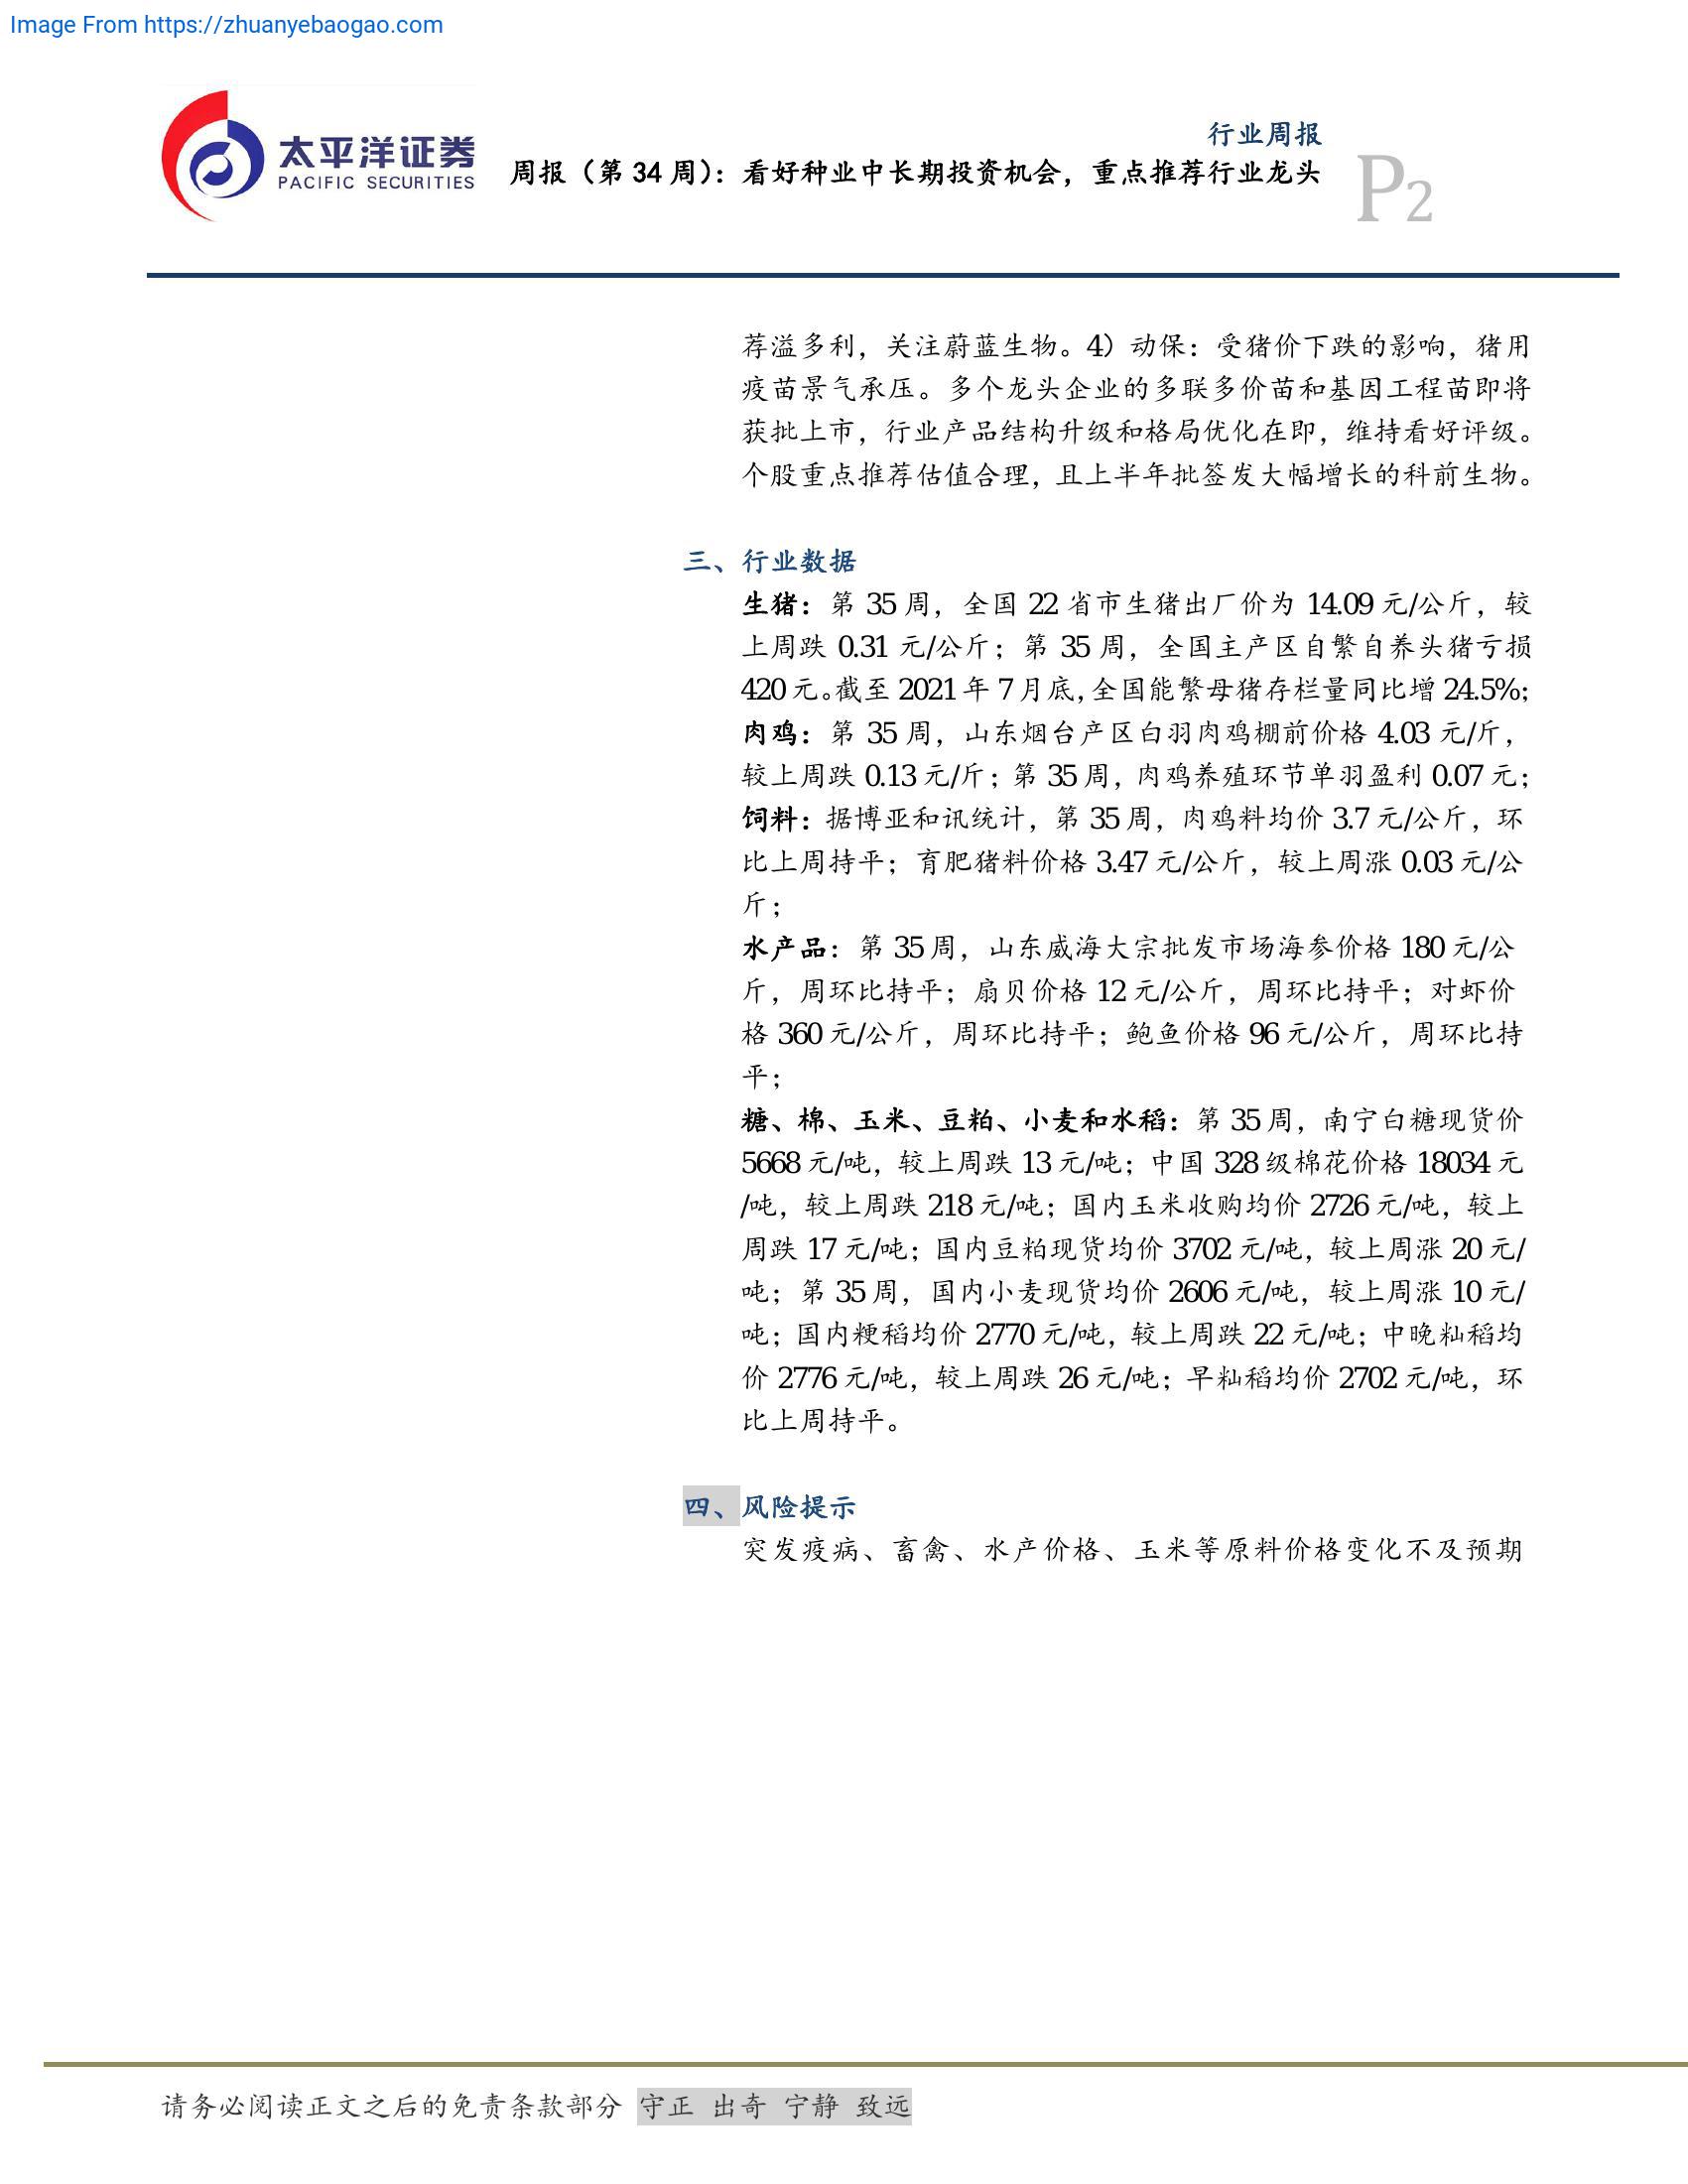 Image From https://zhuanyebaogao.com
太平洋证券
PACIFIC SECURITIES
行业周报
周报（第 34 周）：看好种业中长期投资机会，重点推荐行业龙头
P2
荐溢多利，关注蔚蓝生物。4）动保：受猪价下跌的影响，猪用
疫苗景气承压。多个龙头企业的多联多价苗和基因工程苗即将
获批上市，行业产品结构升级和格局优化在即，维持看好评级。
个股重点推荐估值合理，且上半年批签发大幅增长的科前生物。
三、行业数据
生猪：第 35 周，全国 22 省市生猪出厂价为 14.09 元/公斤，较
上周跌 0.31 元/公斤；第 35 周，全国主产区自繁自养头猪亏损
420 元。截至 2021 年 7 月底，全国能繁母猪存栏量同比增 24.5%；
肉鸡：第 35 周，山东烟台产区白羽肉鸡棚前价格 4.03 元/斤，
较上周跌 0.13 元/斤；第 35 周，肉鸡养殖环节单羽盈利 0.07 元；
饲料：据博亚和讯统计，第 35 周，肉鸡料均价 3.7 元/公斤，环
比上周持平；育肥猪料价格 3.47 元/公斤，较上周涨 0.03 元/公
斤；
水产品：第 35 周，山东威海大宗批发市场海参价格 180 元/公
斤，周环比持平；扇贝价格 12 元/公斤，周环比持平；对虾价
格 360 元/公斤，周环比持平；鲍鱼价格 96 元/公斤，周环比持
平；
糖、棉、玉米、豆粕、小麦和水稻：第 35 周，南宁白糖现货价
5668 元/吨，较上周跌 13 元/吨；中国 328 级棉花价格 18034 元
/吨，较上周跌 218 元/吨；国内玉米收购均价 2726 元/吨，较上
周跌 17 元/吨；国内豆粕现货均价 3702 元/吨，较上周涨 20 元/
吨；第 35 周，国内小麦现货均价 2606 元/吨，较上周涨 10 元/
吨；国内粳稻均价 2770 元/吨，较上周跌 22 元/吨；中晚籼稻均
价 2776 元/吨，较上周跌 26 元/吨；早籼稻均价 2702 元/吨，环
比上周持平。
四、风险提示
突发疫病、畜禽、水产价格、玉米等原料价格变化不及预期
请务必阅读正文之后的免责条款部分 守正 出奇 宁静 致远